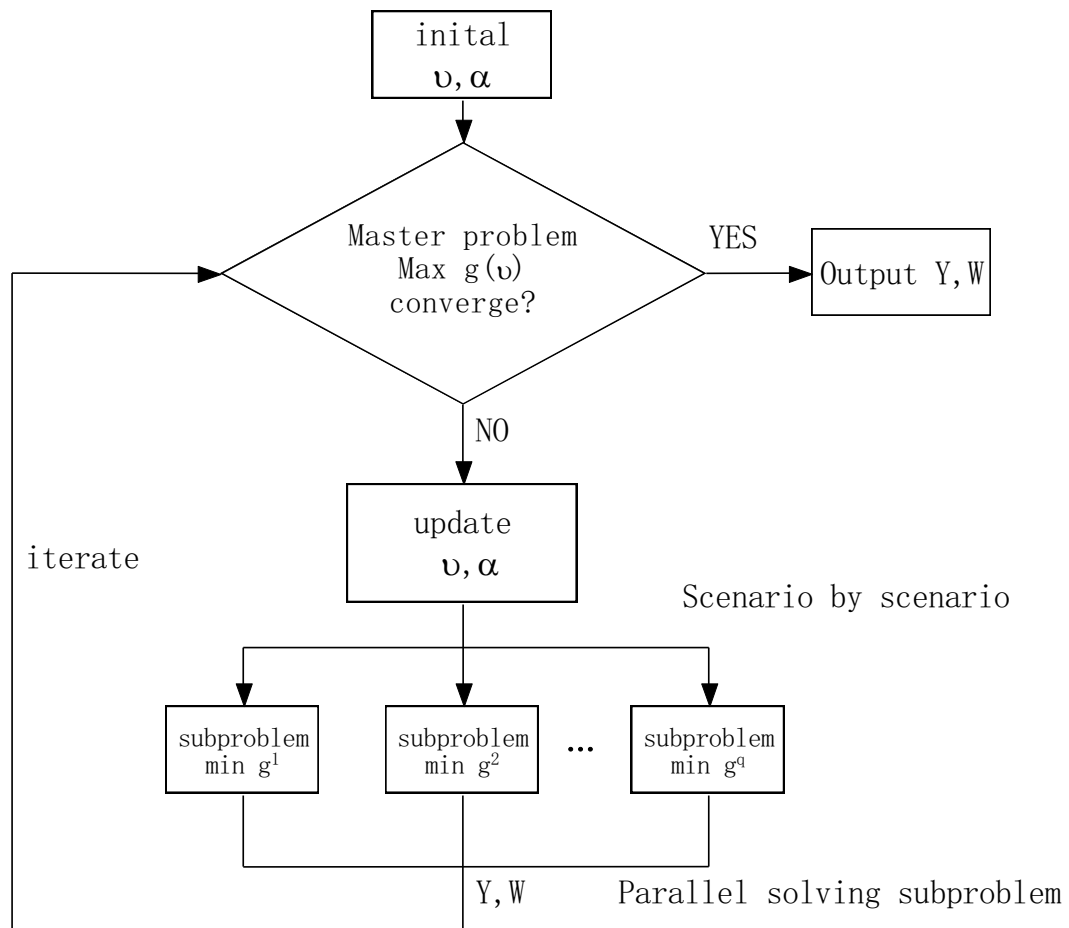 inital
υ, α
Master problem
Max g(υ)
converge?
YES
Output Y,W
NO
update
υ, α
iterate
Scenario by scenario
subproblem
min g¹
subproblem
min g²
...
subproblem
min g^q
Y,W
Parallel solving subproblem